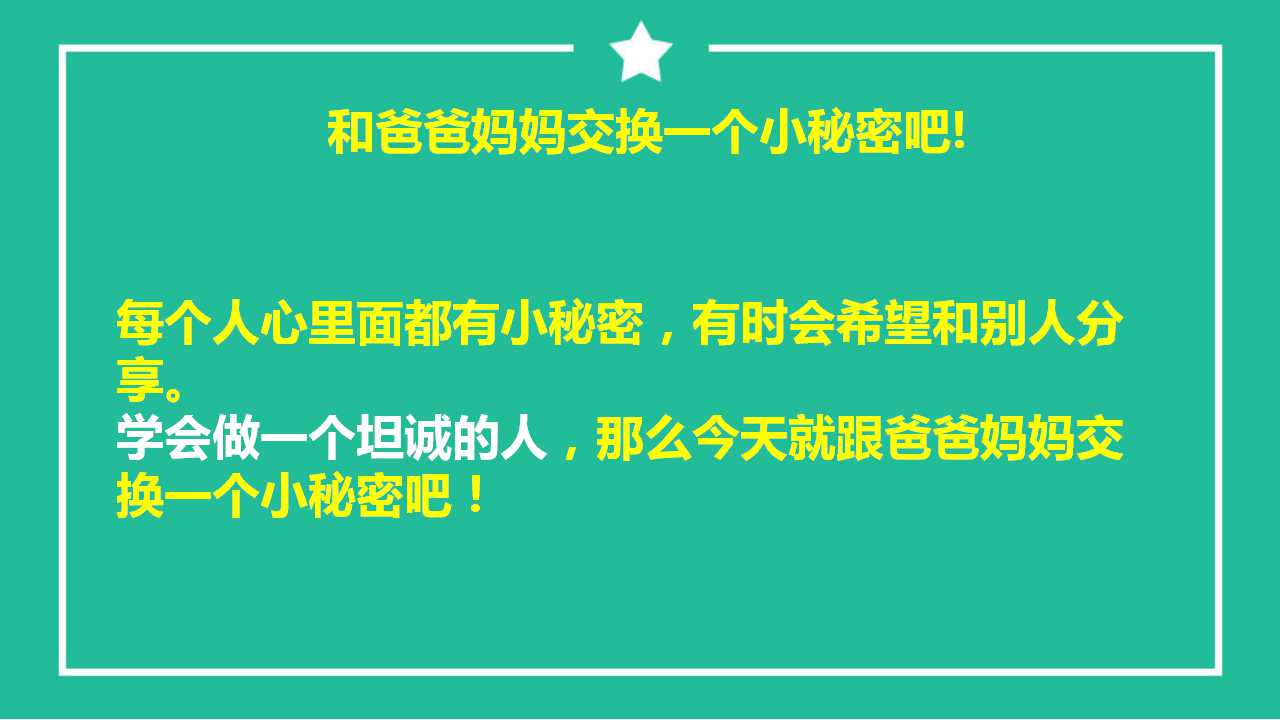 和爸爸妈妈交换一个小秘密吧!
每个人心里面都有小秘密，有时会希望和别人分
享。
学会做一个坦诚的人，那么今天就跟爸爸妈妈交
换一个小秘密吧！